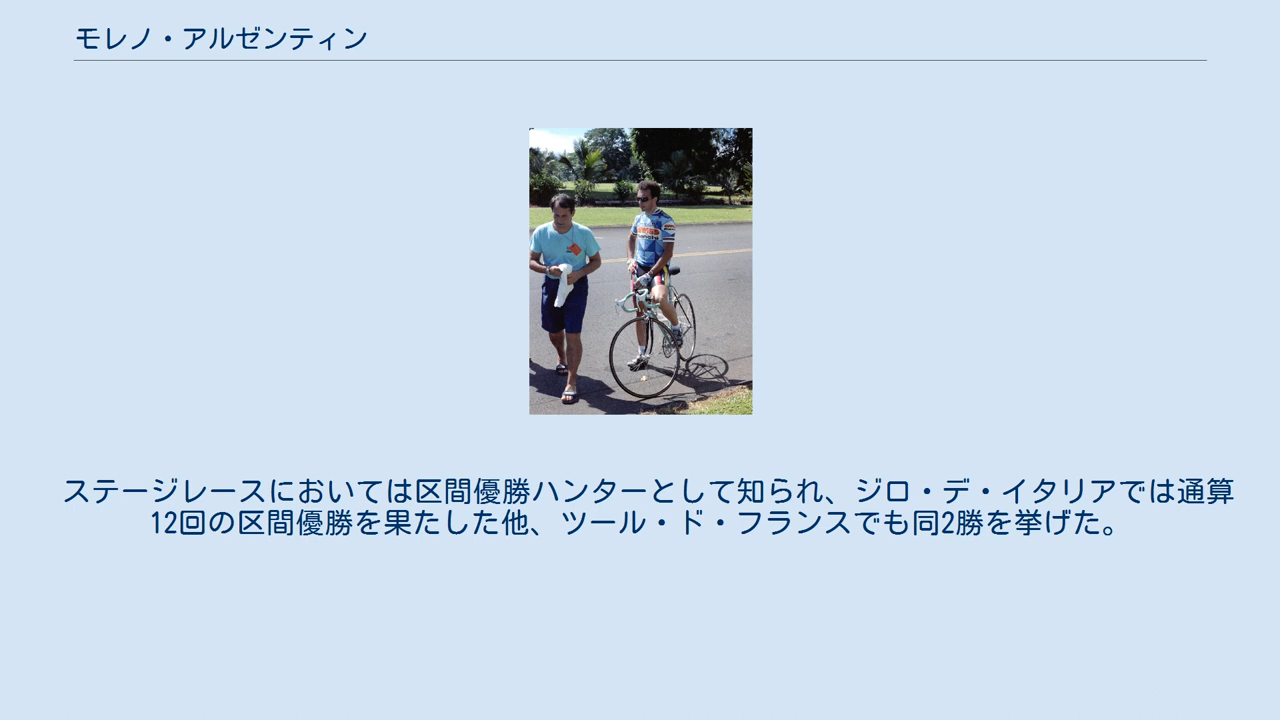 モレノ・アルゼンティン
ステージレースにおいては区間優勝ハンターとして知られ、ジロ・デ・イタリアでは通算
12回の区間優勝を果たした他、ツール・ド・フランスでも同2勝を挙げた。